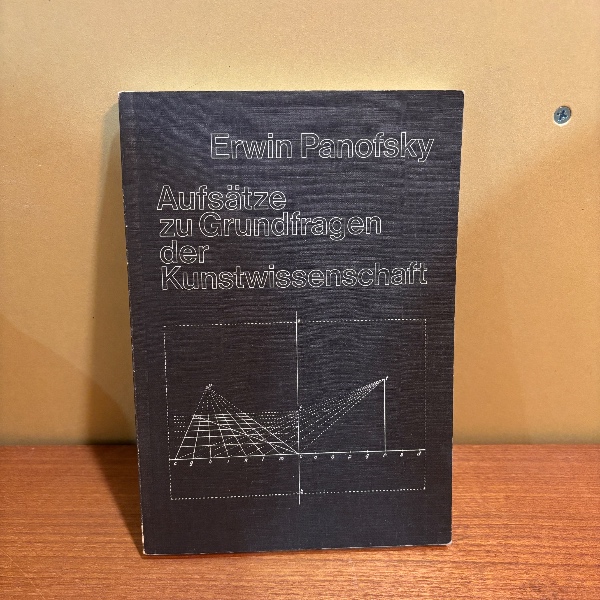 Erwin Panofsky
Aufsätze
zu Grundfragen
der
Kunstwissenschaft